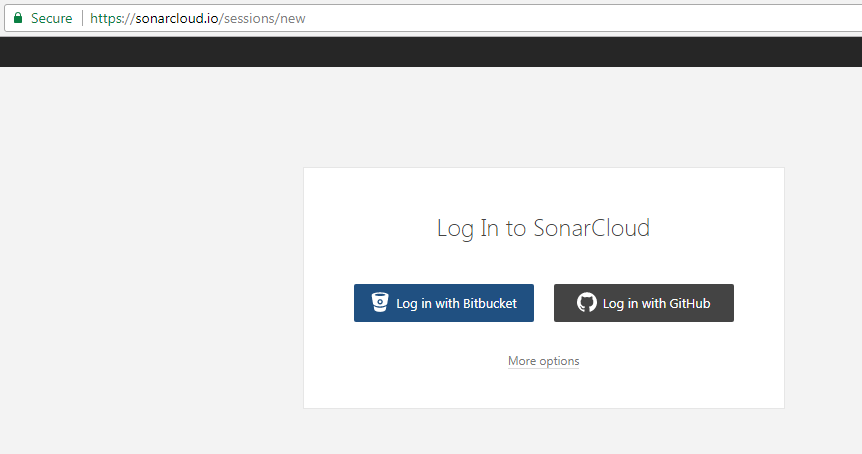 Secure https://sonarcloud.io/sessions/new
Log In to SonarCloud
Log in with Bitbucket Log in with GitHub
More options